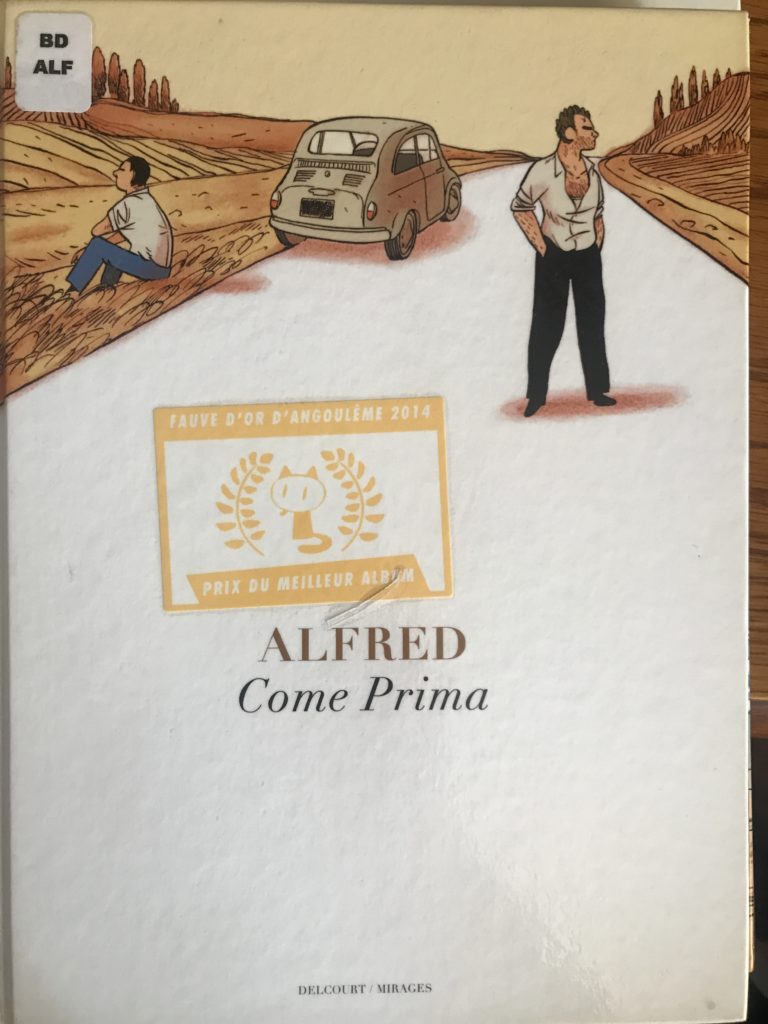 BD
ALF
FAUVE D'OR D'ANGOULÊME 2014
PRIX DU MEILLEUR ALBUM
ALFRED
Come Prima
DELCOURT / MIRAGES